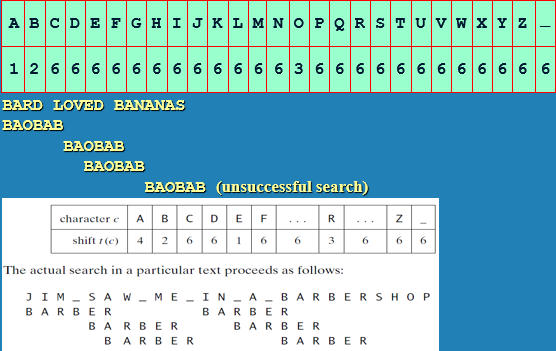 A B C D E F G H I J K L M N O P Q R S T U V W X Y Z _
1 2 6 6 6 6 6 6 6 6 6 6 6 6 3 6 6 6 6 6 6 6 6 6 6 6 6
BARD LOVED BANANAS
BAOBAB
BAOBAB
BAOBAB
BAOBAB (unsuccessful search)
character c A B C D E F ... R ... Z _
shift t(c) 4 2 6 6 1 6 6 3 6 6 6
The actual search in a particular text proceeds as follows:
J I M _ S A W _ M E _ I N _ A _ B A R B E R S H O P
B A R B E R B A R B E R
B A R B E R B A R B E R
B A R B E R B A R B E R